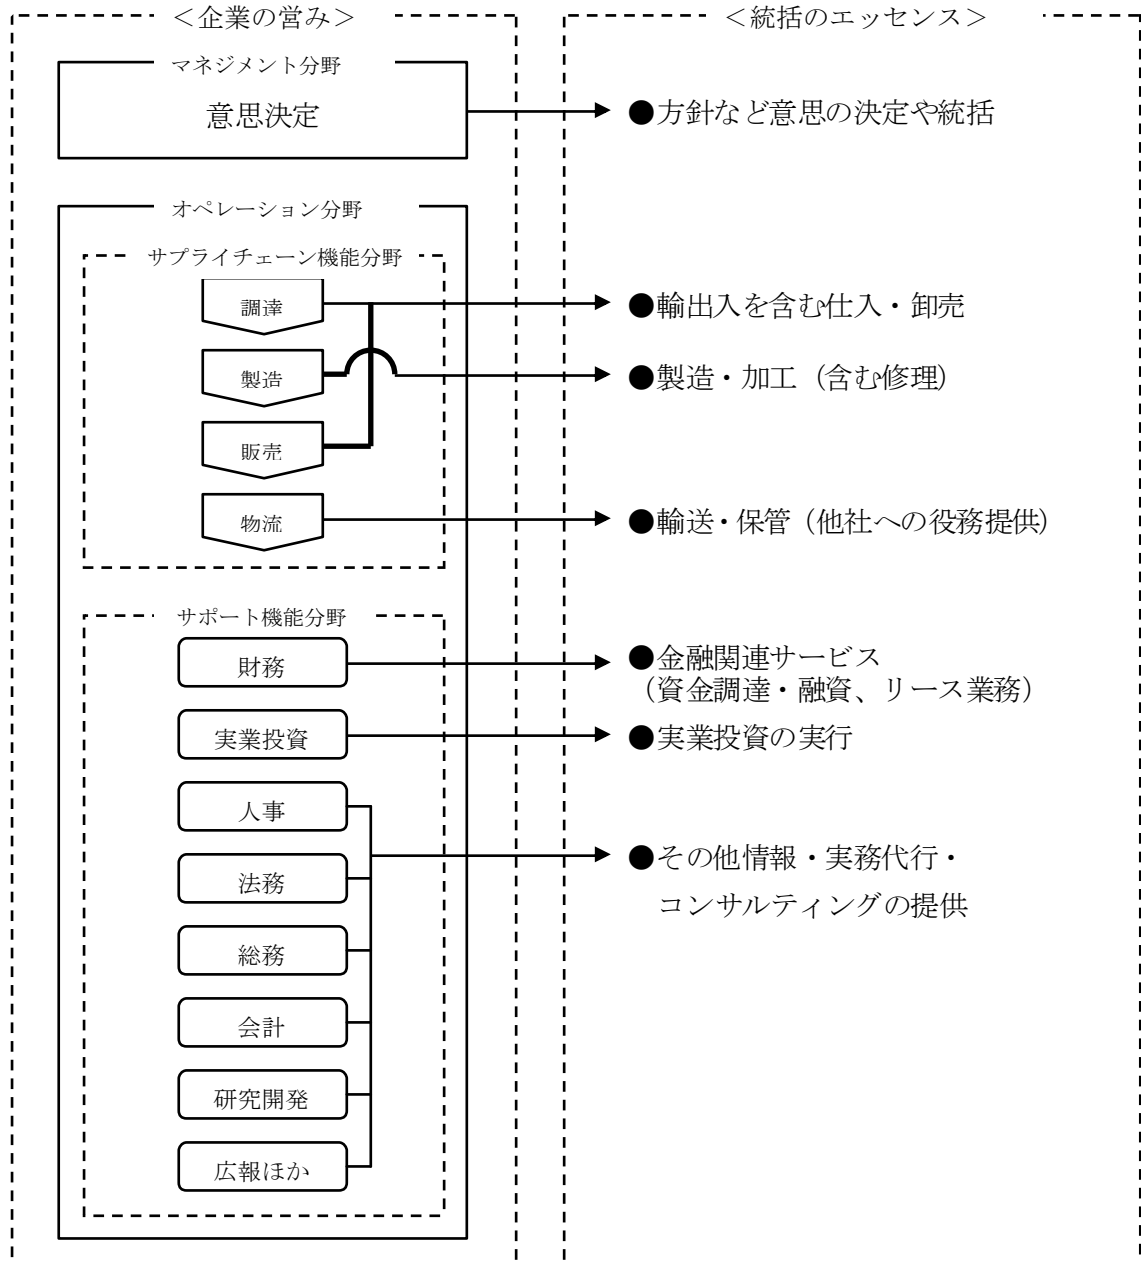 ＜企業の営み＞
マネジメント分野
意思決定
オペレーション分野
サプライチェーン機能分野
調達
製造
販売
物流
サポート機能分野
財務
実業投資
人事
法務
総務
会計
研究開発
広報ほか
＜統括のエッセンス＞
●方針など意思の決定や統括
●輸出入を含む仕入・卸売
●製造・加工（含む修理）
●輸送・保管（他社への役務提供）
●金融関連サービス
（資金調達・融資、リース業務）
●実業投資の実行
●その他情報・実務代行・
コンサルティングの提供